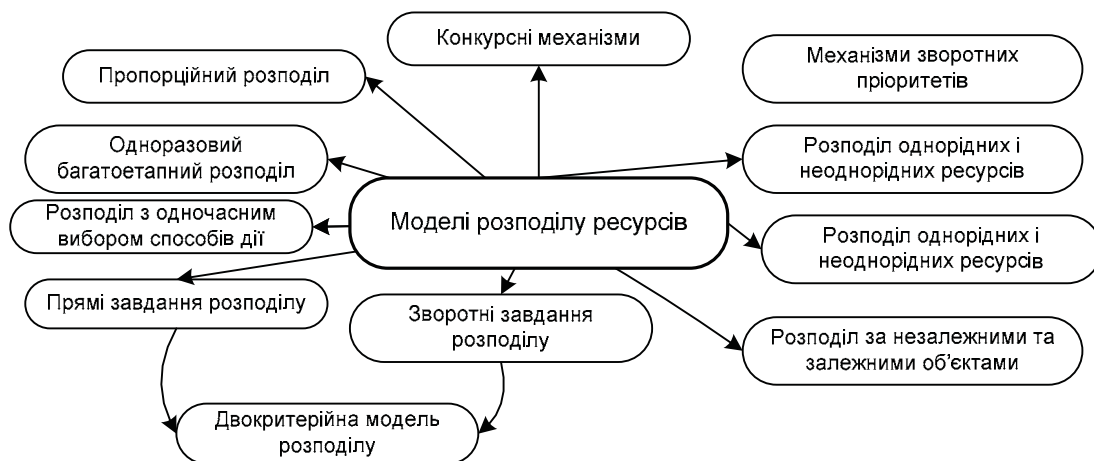 Конкурсні механізми
Механізми зворотних
пріоритетів
Пропорційний розподіл
Одноразовий
багатоетапний розподіл
Розподіл однорідних і
неоднорідних ресурсів
Розподіл з одночасним
вибором способів дії
Моделі розподілу ресурсів
Розподіл однорідних і
неоднорідних ресурсів
Прямі завдання розподілу
Зворотні завдання
розподілу
Розподіл за незалежними та
залежними об'єктами
Двокритерійна модель
розподілу